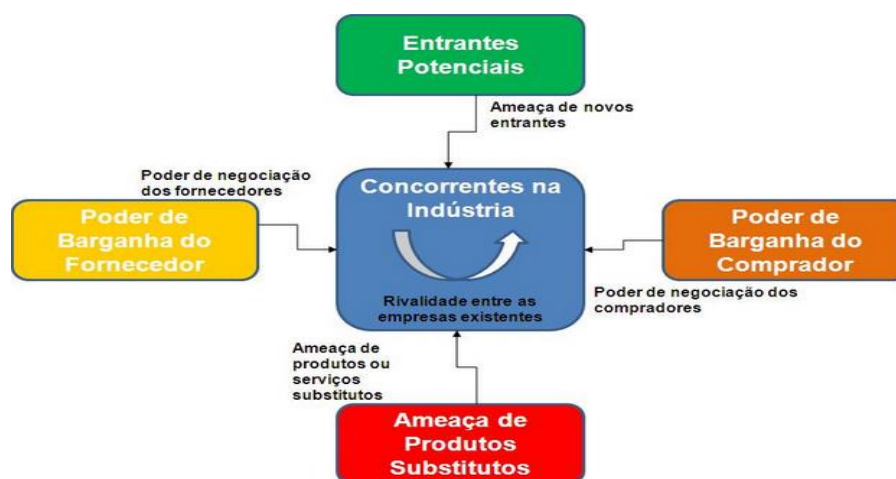 Entrantes
Potenciais
Ameaça de novos
entrantes
Poder de negociação
dos fornecedores
Concorrentes na
Indústria
Poder de
Barganha do
Fornecedor
Poder de
Barganha do
Comprador
Rivalidade entre as
empresas existentes
Poder de negociação dos
compradores
Ameaça de
produtos ou
serviços
substitutos
Ameaça de
Produtos
Substitutos